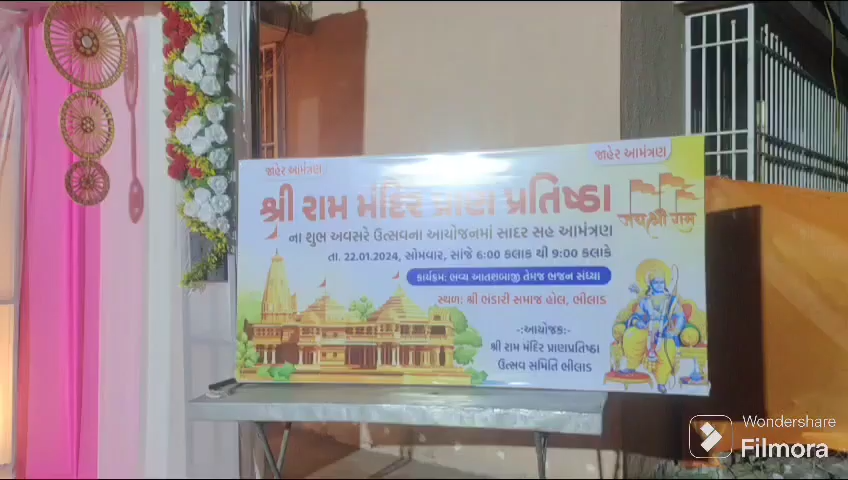 જાહેર આમંત્રણ
જાહેર આમંત્રણ
શ્રી રામ મંદિર પ્રાણ પ્રતિષ્ઠા
જય શ્રી રામ
ના શુભ અવસરે ઉત્સવના આયોજનમાં સાદર સહ આમંત્રણ
તા. 22.01.2024, સોમવાર, સાંજે 6:00 કલાક થી 9:00 કલાકે
કાર્યક્રમ: ભવ્ય આતશબાજી તેમજ ભજન સંધ્યા
સ્થળ: શ્રી ભંડારી સમાજ હોલ, ભીલાડ
-:આયોજક:-
શ્રી રામ મંદિર પ્રાણપ્રતિષ્ઠા
ઉત્સવ સમિતિ ભીલાડ
Wondershare
Filmora